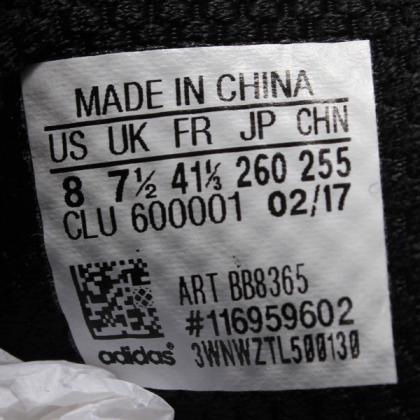 MADE IN CHINA
US UK FR JP CHN
8 7½ 41⅓ 260 255
CLU 600001 02/17
ART BB8365
#116959602
adidas 3WNWZTL500130